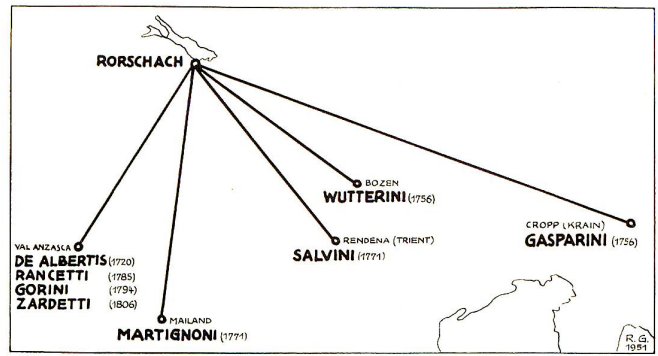 RORSCHACH
BOZEN
WUTTERINI (1756)
CROPP (KRAIN)
GASPARINI (1756)
RENDENA (TRIENT)
SALVINI (1771)
VAL ANZASCA
DE ALBERTIS (1720)
RANCETTI (1785)
GORINI (1794)
ZARDETTI (1806)
MAILAND
MARTIGNONI (1771)
R.G.
1951